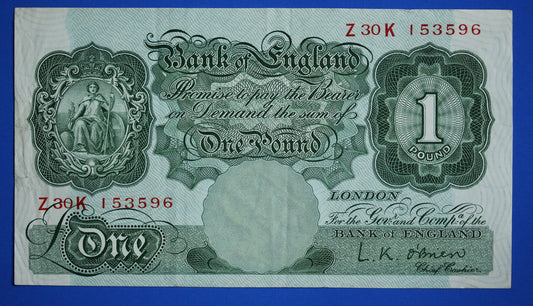 Z30K 153596
Bank of England
Promise to pay the Bearer
on Demand the sum of
One Pound
1
POUND
Z30K 153596
LONDON
For the Govr. and Compa. of the
BANK OF ENGLAND
£One
L. K. O'Brien
Chief Cashier